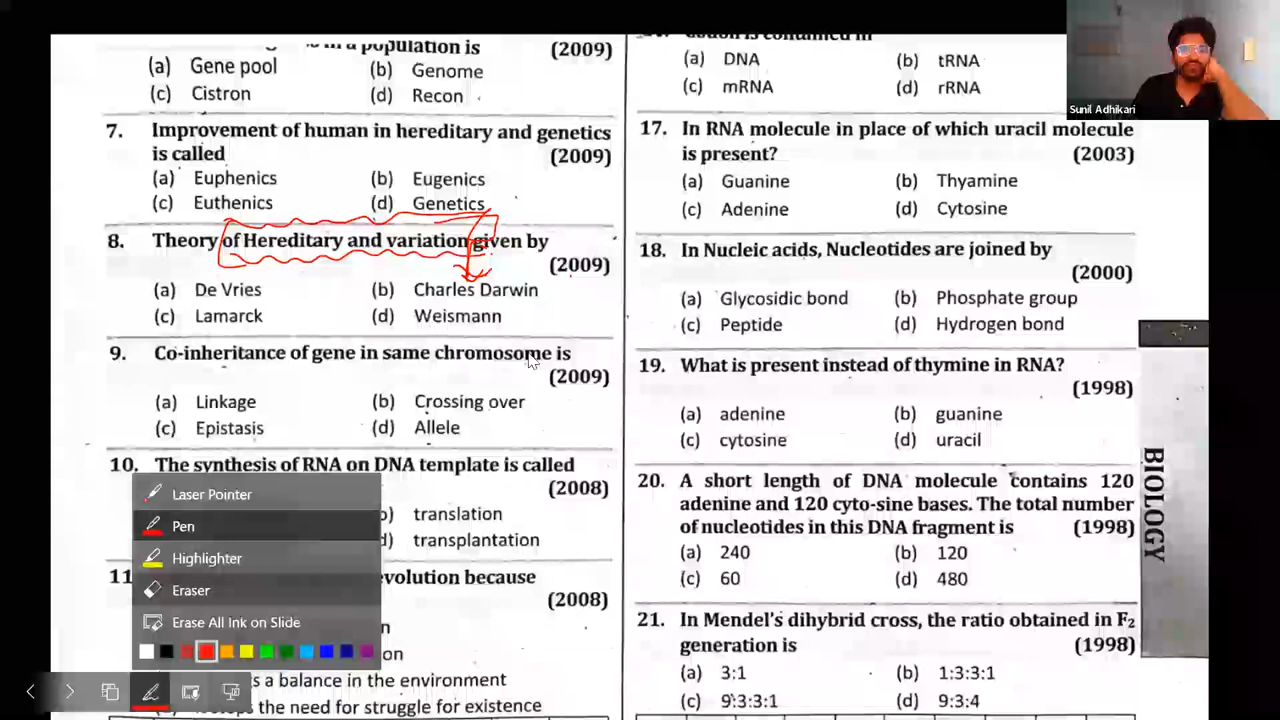 in a population is
(2009)
(a) Gene pool (b) Genome
(c) Cistron (d) Recon
7. Improvement of human in hereditary and genetics
is called (2009)
(a) Euphenics (b) Eugenics
(c) Euthenics (d) Genetics
8. Theory of Hereditary and variation given by
(2009)
(a) De Vries (b) Charles Darwin
(c) Lamarck (d) Weismann
9. Co-inheritance of gene in same chromosome is
(2009)
(a) Linkage (b) Crossing over
(c) Epistasis (d) Allele
10. The synthesis of RNA on DNA template is called
(2008)
translation
transplantation
11 evolution because
(2008)
a balance in the environment
the need for struggle for existence
Laser Pointer
Pen
Highlighter
Eraser
Erase All Ink on Slide
(a) DNA (b) tRNA
(c) mRNA (d) rRNA
17. In RNA molecule in place of which uracil molecule
is present? (2003)
(a) Guanine (b) Thyamine
(c) Adenine (d) Cytosine
18. In Nucleic acids, Nucleotides are joined by
(2000)
(a) Glycosidic bond (b) Phosphate group
(c) Peptide (d) Hydrogen bond
19. What is present instead of thymine in RNA?
(1998)
(a) adenine (b) guanine
(c) cytosine (d) uracil
20. A short length of DNA molecule contains 120
adenine and 120 cyto-sine bases. The total number
of nucleotides in this DNA fragment is (1998)
(a) 240 (b) 120
(c) 60 (d) 480
21. In Mendel's dihybrid cross, the ratio obtained in F₂
generation is (1998)
(a) 3:1 (b) 1:3:3:1
(c) 9:3:3:1 (d) 9:3:4
BIOLOGY
Sunil Adhikari